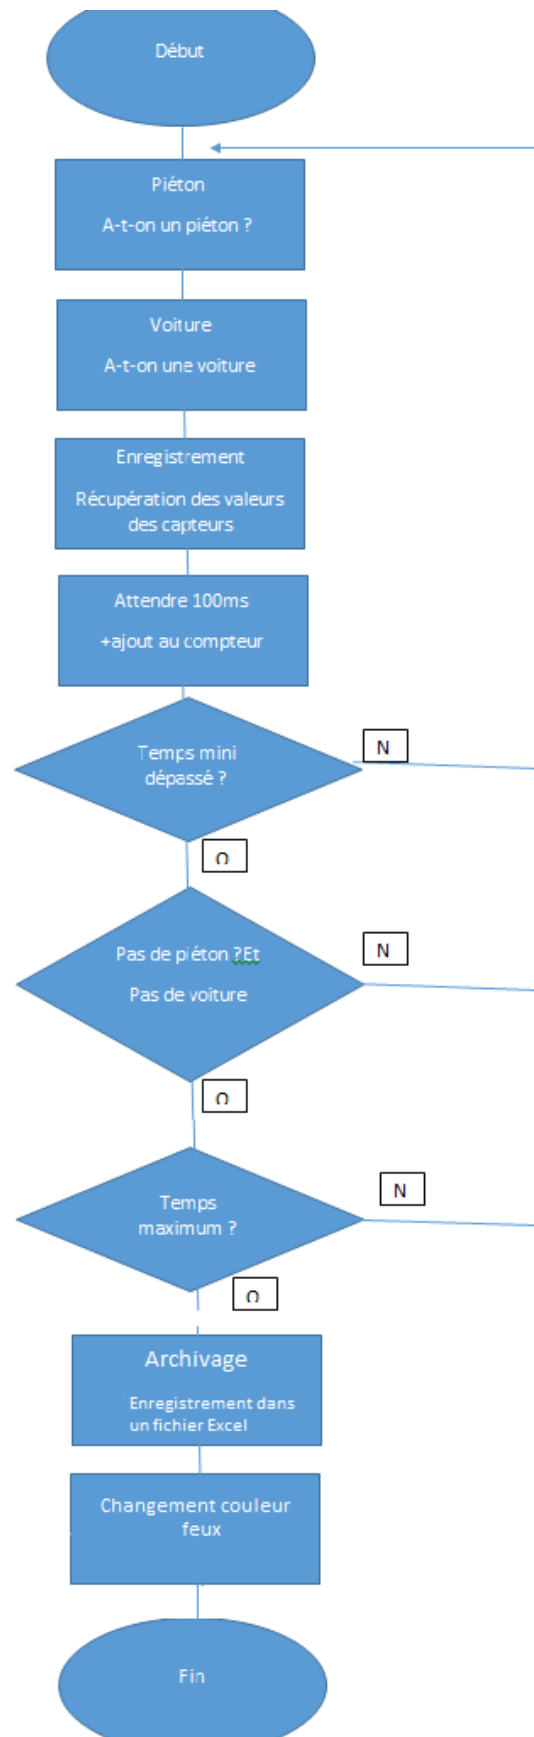 Début
Piéton
A-t-on un piéton ?
Voiture
A-t-on une voiture
Enregistrement
Récupération des valeurs
des capteurs
Attendre 100ms
+ajout au compteur
Temps mini
dépassé ?
N
O
Pas de piéton ?Et
Pas de voiture
N
O
Temps
maximum ?
N
O
Archivage
Enregistrement dans
un fichier Excel
Changement couleur
feux
Fin